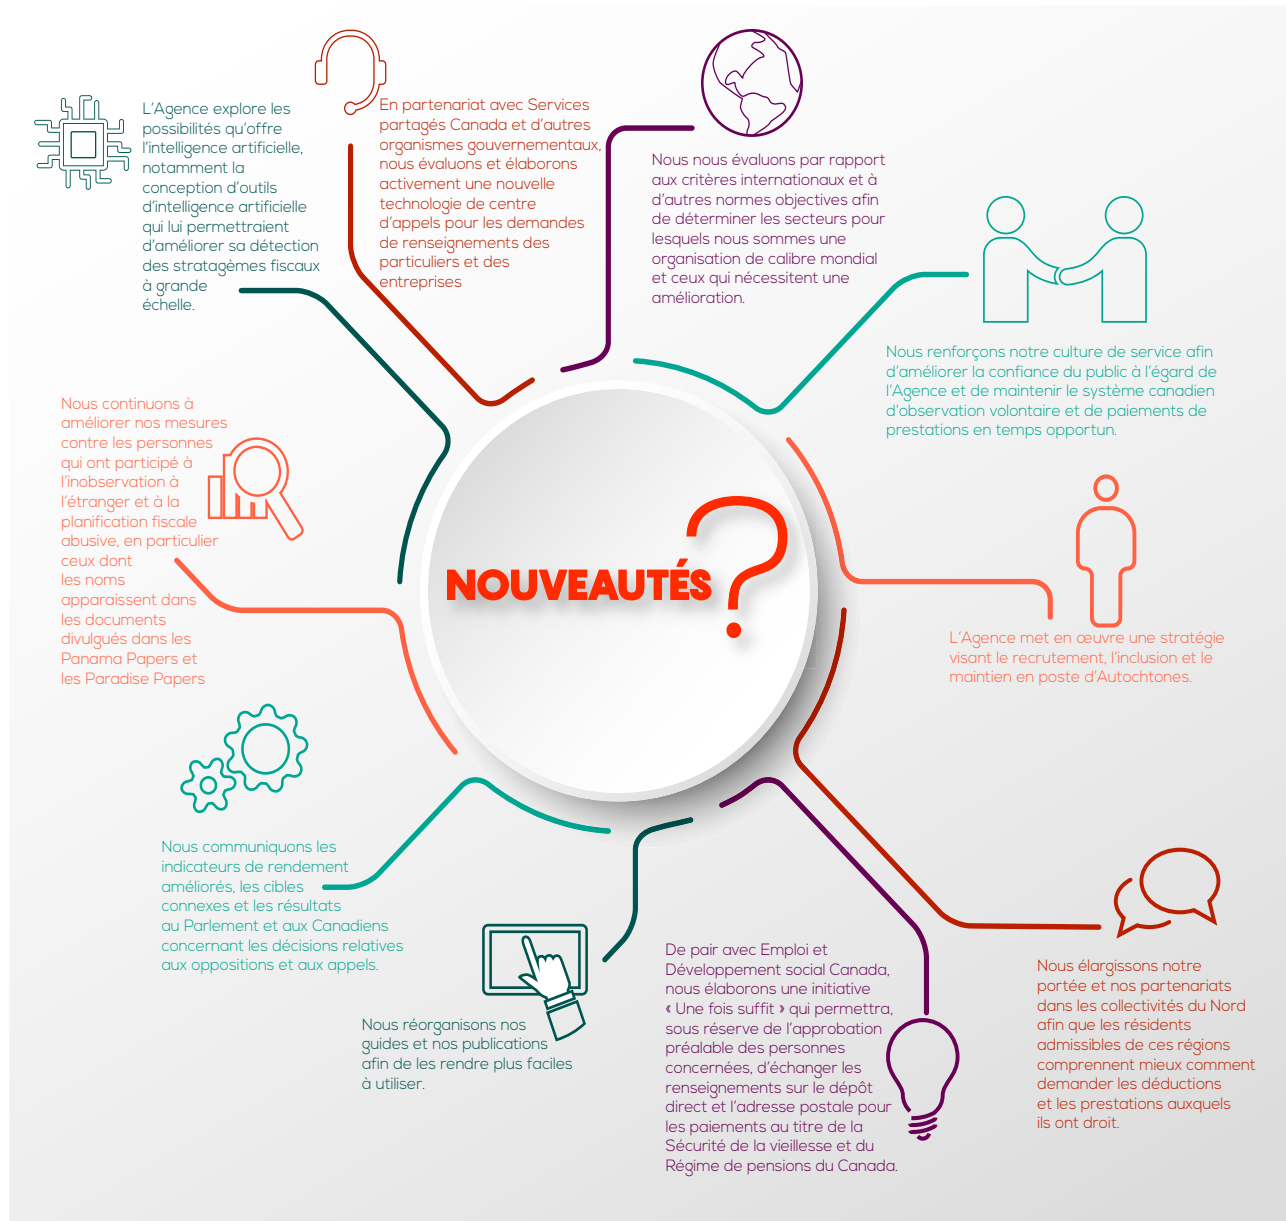 L'Agence explore les
possibilités qu'offre
l'intelligence artificielle,
notamment la
conception d'outils
d'intelligence artificielle
qui lui permettraient
d'améliorer sa détection
des stratagèmes fiscaux
à grande
échelle.
En partenariat avec Services
partagés Canada et d'autres
organismes gouvernementaux,
nous évaluons et élaborons
activement une nouvelle
technologie de centre
d'appels pour les demandes
de renseignements des
particuliers et des
entreprises
Nous nous évaluons par rapport
aux critères internationaux et à
d'autres normes objectives afin
de déterminer les secteurs pour
lesquels nous sommes une
organisation de calibre mondial
et ceux qui nécessitent une
amélioration.
Nous renforçons notre culture de service afin
d'améliorer la confiance du public à l'égard de
l'Agence et de maintenir le système canadien
d'observation volontaire et de paiements de
prestations en temps opportun.
Nous continuons à
améliorer nos mesures
contre les personnes
qui ont participé à
l'inobservation à
l'étranger et à la
planification fiscale
abusive, en particulier
ceux dont
les noms
apparaissent dans
les documents
divulgués dans les
Panama Papers et
les Paradise Papers
NOUVEAUTÉS ?
L'Agence met en œuvre une stratégie
visant le recrutement, l'inclusion et le
maintien en poste d'Autochtones.
Nous communiquons les
indicateurs de rendement
améliorés, les cibles
connexes et les résultats
au Parlement et aux Canadiens
concernant les décisions relatives
aux oppositions et aux appels.
Nous réorganisons nos
guides et nos publications
afin de les rendre plus faciles
à utiliser.
De pair avec Emploi et
Développement social Canada,
nous élaborons une initiative
« Une fois suffit » qui permettra,
sous réserve de l'approbation
préalable des personnes
concernées, d'échanger les
renseignements sur le dépôt
direct et l'adresse postale pour
les paiements au titre de la
Sécurité de la vieillesse et du
Régime de pensions du Canada.
Nous élargissons notre
portée et nos partenariats
dans les collectivités du Nord
afin que les résidents
admissibles de ces régions
comprennent mieux comment
demander les déductions
et les prestations auxquels
ils ont droit.